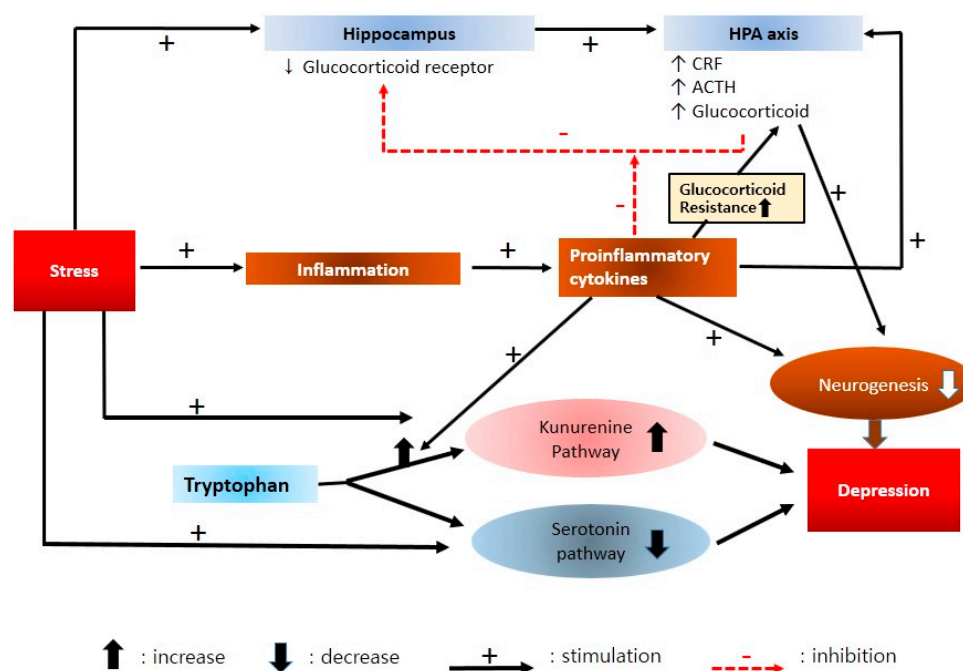 +
Hippocampus
+
HPA axis
↓ Glucocorticoid receptor
↑ CRF
↑ ACTH
↑ Glucocorticoid
-
Glucocorticoid
Resistance
+
-
+
Stress
+
Inflammation
+
Proinflammatory
cytokines
+
+
Neurogenesis
+
Kunurenine
Pathway
Tryptophan
Depression
+
Serotonin
pathway
: increase
: decrease
+
: stimulation
-
: inhibition